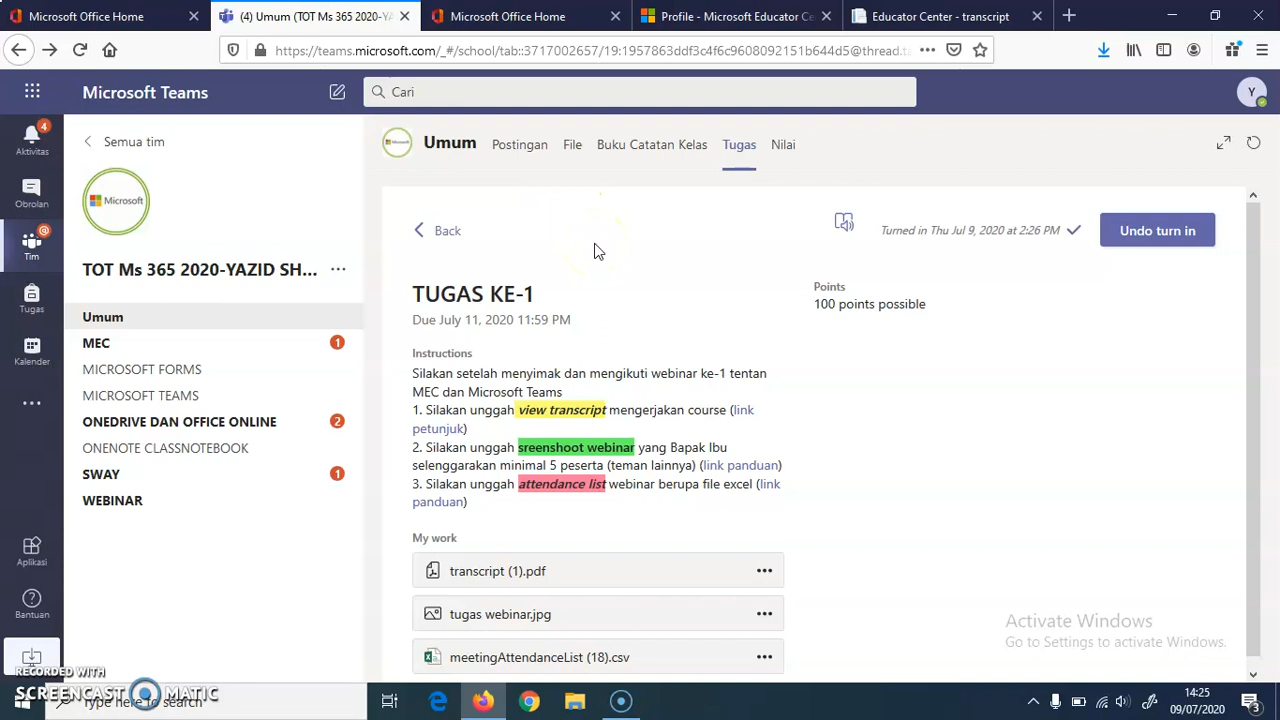 Microsoft Office Home
(4) Umum (TOT Ms 365 2020-Y
Microsoft Office Home
Profile - Microsoft Educator Ce
Educator Center - transcript
https://teams.microsoft.com/_#/school/tab::3717002657/19:1957863ddf3c4f6c9608092151b644d5@thread.ta
Microsoft Teams
Cari
Y
4
Aktivitas
Obrolan
Tim
Tugas
Kalender
Aplikasi
Bantuan
Semua tim
Microsoft
TOT Ms 365 2020-YAZID SH...
Umum
MEC 1
MICROSOFT FORMS
MICROSOFT TEAMS
ONEDRIVE DAN OFFICE ONLINE 2
ONENOTE CLASSNOTEBOOK
SWAY 1
WEBINAR
Umum Postingan File Buku Catatan Kelas Tugas Nilai
Back
Turned in Thu Jul 9, 2020 at 2:26 PM
Undo turn in
TUGAS KE-1
Due July 11, 2020 11:59 PM
Points
100 points possible
Instructions
Silakan setelah menyimak dan mengikuti webinar ke-1 tentan
MEC dan Microsoft Teams
1. Silakan unggah view transcript mengerjakan course (link
petunjuk)
2. Silakan unggah sreenshoot webinar yang Bapak Ibu
selenggarakan minimal 5 peserta (teman lainnya) (link panduan)
3. Silakan unggah attendance list webinar berupa file excel (link
panduan)
My work
transcript (1).pdf
tugas webinar.jpg
meetingAttendanceList (18).csv
Activate Windows
Go to Settings to activate Windows.
RECORDED WITH
SCREENCAST MATIC
Type here to search
14:25
09/07/2020
3